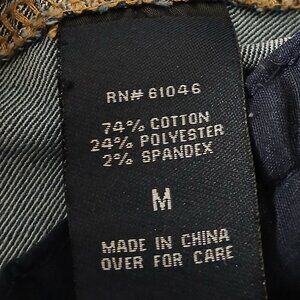 RN# 61046
74% COTTON
24% POLYESTER
2% SPANDEX
M
MADE IN CHINA
OVER FOR CARE